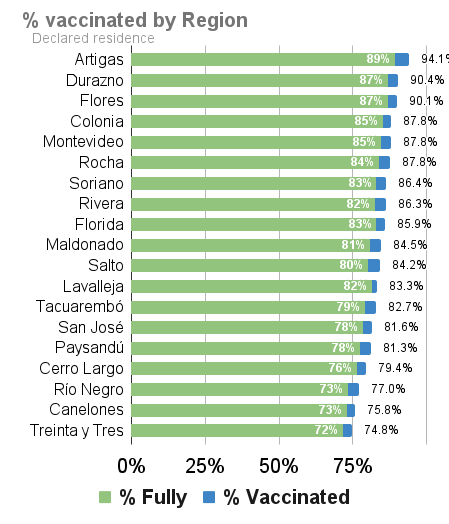 % vaccinated by Region
Declared residence
Artigas 89% 94.1%
Durazno 87% 90.4%
Flores 87% 90.1%
Colonia 85% 87.8%
Montevideo 85% 87.8%
Rocha 84% 87.8%
Soriano 83% 86.4%
Rivera 82% 86.3%
Florida 83% 85.9%
Maldonado 81% 84.5%
Salto 80% 84.2%
Lavalleja 82% 83.3%
Tacuarembó 79% 82.7%
San José 78% 81.6%
Paysandú 78% 81.3%
Cerro Largo 76% 79.4%
Río Negro 73% 77.0%
Canelones 73% 75.8%
Treinta y Tres 72% 74.8%
0% 25% 50% 75%
% Fully % Vaccinated